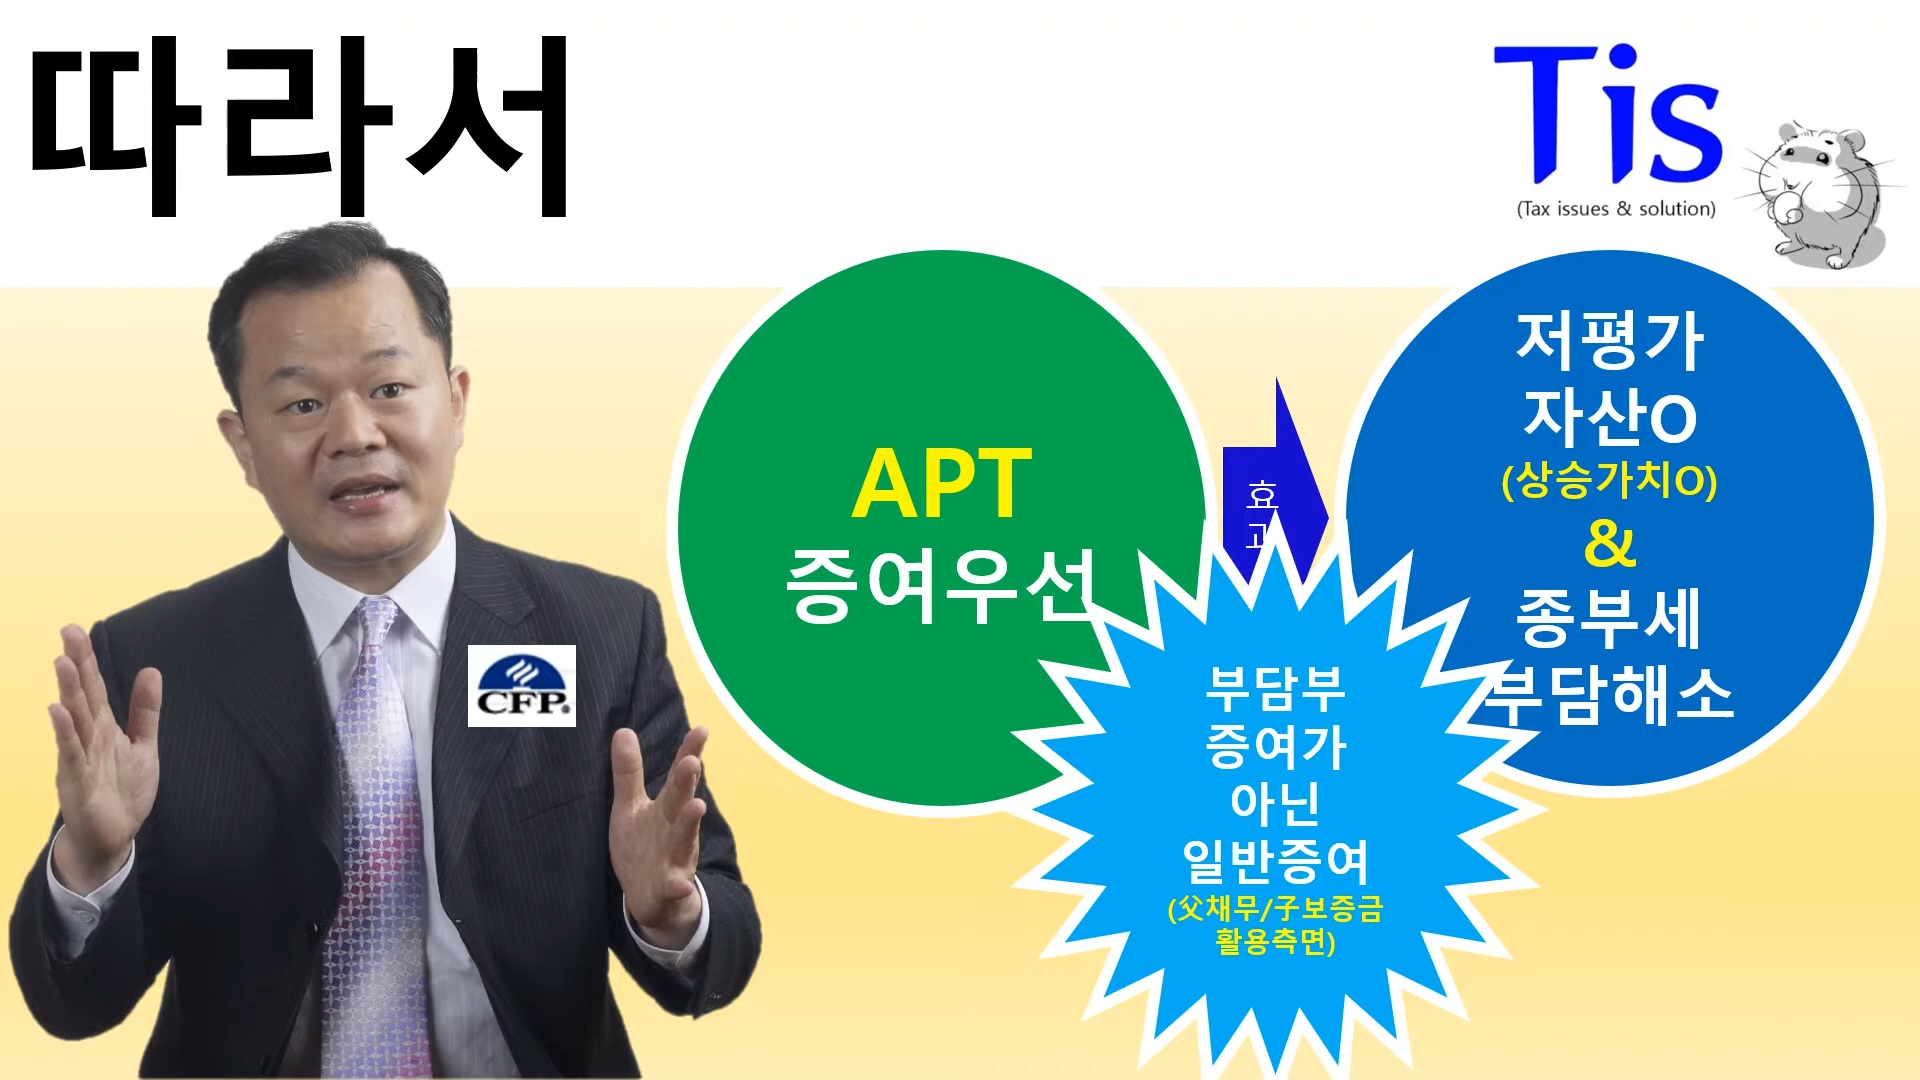 따라서
Tis
(Tax issues & solution)
CFP®
APT
증여우선
효
저평가
자산O
(상승가치O)
&
종부세
부담해소
부담부
증여가
아닌
일반증여
(父채무/子보증금
활용측면)